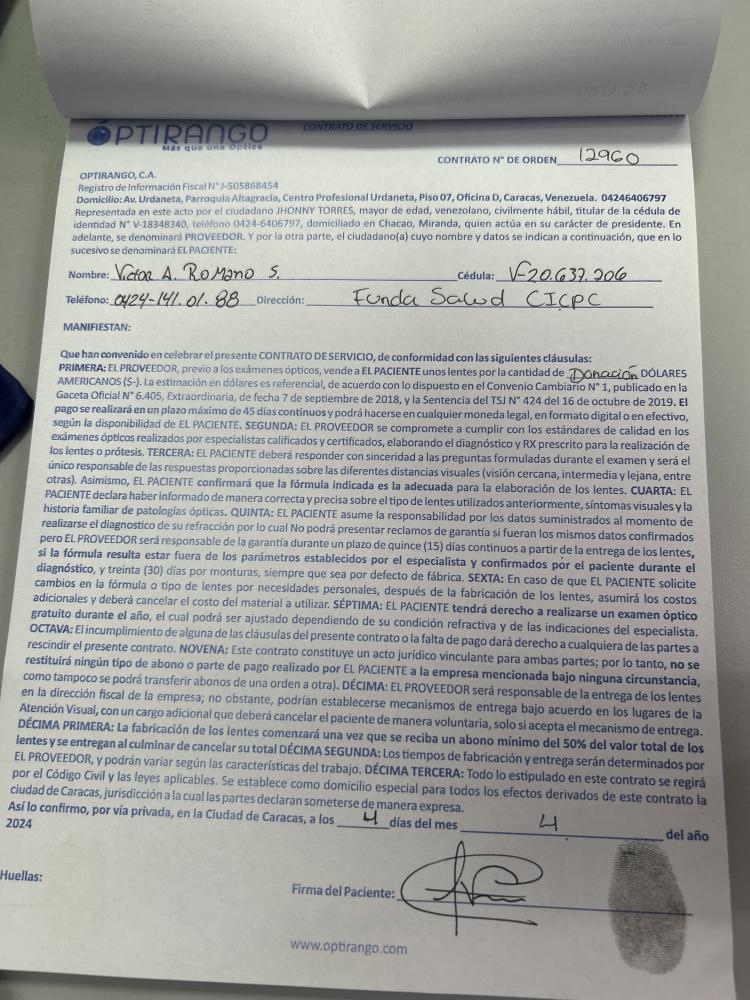 ÓPTIRANGO
Más que una Óptica
CONTRATO DE SERVICIO
CONTRATO N° DE ORDEN 12960
OPTIRANGO, C.A.
Registro de Información Fiscal N° J-505868454
Domicilio: Av. Urdaneta, Parroquia Altagracia, Centro Profesional Urdaneta, Piso 07, Oficina D, Caracas, Venezuela. 04246406797
Representada en este acto por el ciudadano JHONNY TORRES, mayor de edad, venezolano, civilmente hábil, titular de la cédula de
identidad N° V-18348340, teléfono 0424-6406797, domiciliado en Chacao, Miranda, quien actúa en su carácter de presidente. En
adelante, se denominará PROVEEDOR. Y por la otra parte, el ciudadano(a) cuyo nombre y datos se indican a continuación, que en lo
sucesivo se denominará EL PACIENTE:
Nombre: Victor A. Romano S. Cédula: V-20.637.206
Teléfono: 0424-141.01.88 Dirección: Funda Salud CICPC
MANIFIESTAN:
Que han convenido en celebrar el presente CONTRATO DE SERVICIO, de conformidad con las siguientes cláusulas:
PRIMERA: EL PROVEEDOR, previo a los exámenes ópticos, vende a EL PACIENTE unos lentes por la cantidad de Donación DÓLARES
AMERICANOS (S-). La estimación en dólares es referencial, de acuerdo con lo dispuesto en el Convenio Cambiario N° 1, publicado en la
Gaceta Oficial N° 6.405, Extraordinaria, de fecha 7 de septiembre de 2018, y la Sentencia del TSJ N° 424 del 16 de octubre de 2019. El
pago se realizará en un plazo máximo de 45 días continuos y podrá hacerse en cualquier moneda legal, en formato digital o en efectivo,
según la disponibilidad de EL PACIENTE. SEGUNDA: EL PROVEEDOR se compromete a cumplir con los estándares de calidad en los
exámenes ópticos realizados por especialistas calificados y certificados, elaborando el diagnóstico y RX prescrito para la realización de
los lentes o prótesis. TERCERA: EL PACIENTE deberá responder con sinceridad a las preguntas formuladas durante el examen y será el
único responsable de las respuestas proporcionadas sobre las diferentes distancias visuales (visión cercana, intermedia y lejana, entre
otras). Asimismo, EL PACIENTE confirmará que la fórmula indicada es la adecuada para la elaboración de los lentes. CUARTA: EL
PACIENTE declara haber informado de manera correcta y precisa sobre el tipo de lentes utilizados anteriormente, síntomas visuales y la
historia familiar de patologías ópticas. QUINTA: EL PACIENTE asume la responsabilidad por los datos suministrados al momento de
realizarse el diagnostico de su refracción por lo cual No podrá presentar reclamos de garantía si fueran los mismos datos confirmados
pero EL PROVEEDOR será responsable de la garantía durante un plazo de quince (15) días continuos a partir de la entrega de los lentes,
si la fórmula resulta estar fuera de los parámetros establecidos por el especialista y confirmados por el paciente durante el
diagnóstico, y treinta (30) días por monturas, siempre que sea por defecto de fábrica. SEXTA: En caso de que EL PACIENTE solicite
cambios en la fórmula o tipo de lentes por necesidades personales, después de la fabricación de los lentes, asumirá los costos
adicionales y deberá cancelar el costo del material a utilizar. SÉPTIMA: EL PACIENTE tendrá derecho a realizarse un examen óptico
gratuito durante el año, el cual podrá ser ajustado dependiendo de su condición refractiva y de las indicaciones del especialista.
OCTAVA: El incumplimiento de alguna de las cláusulas del presente contrato o la falta de pago dará derecho a cualquiera de las partes a
rescindir el presente contrato. NOVENA: Este contrato constituye un acto jurídico vinculante para ambas partes; por lo tanto, no se
restituirá ningún tipo de abono o parte de pago realizado por EL PACIENTE a la empresa mencionada bajo ninguna circunstancia,
como tampoco se podrá transferir abonos de una orden a otra). DÉCIMA: EL PROVEEDOR será responsable de la entrega de los lentes
en la dirección fiscal de la empresa; no obstante, podrían establecerse mecanismos de entrega bajo acuerdo en los lugares de la
Atención Visual, con un cargo adicional que deberá cancelar el paciente de manera voluntaria, solo si acepta el mecanismo de entrega.
DÉCIMA PRIMERA: La fabricación de los lentes comenzará una vez que se reciba un abono mínimo del 50% del valor total de los
lentes y se entregan al culminar de cancelar su total DÉCIMA SEGUNDA: Los tiempos de fabricación y entrega serán determinados por
EL PROVEEDOR, y podrán variar según las características del trabajo. DÉCIMA TERCERA: Todo lo estipulado en este contrato se regirá
por el Código Civil y las leyes aplicables. Se establece como domicilio especial para todos los efectos derivados de este contrato la
ciudad de Caracas, jurisdicción a la cual las partes declaran someterse de manera expresa.
Así lo confirmo, por vía privada, en la Ciudad de Caracas, a los 4 días del mes 4 del año
2024
Huellas:
Firma del Paciente:
www.optirango.com